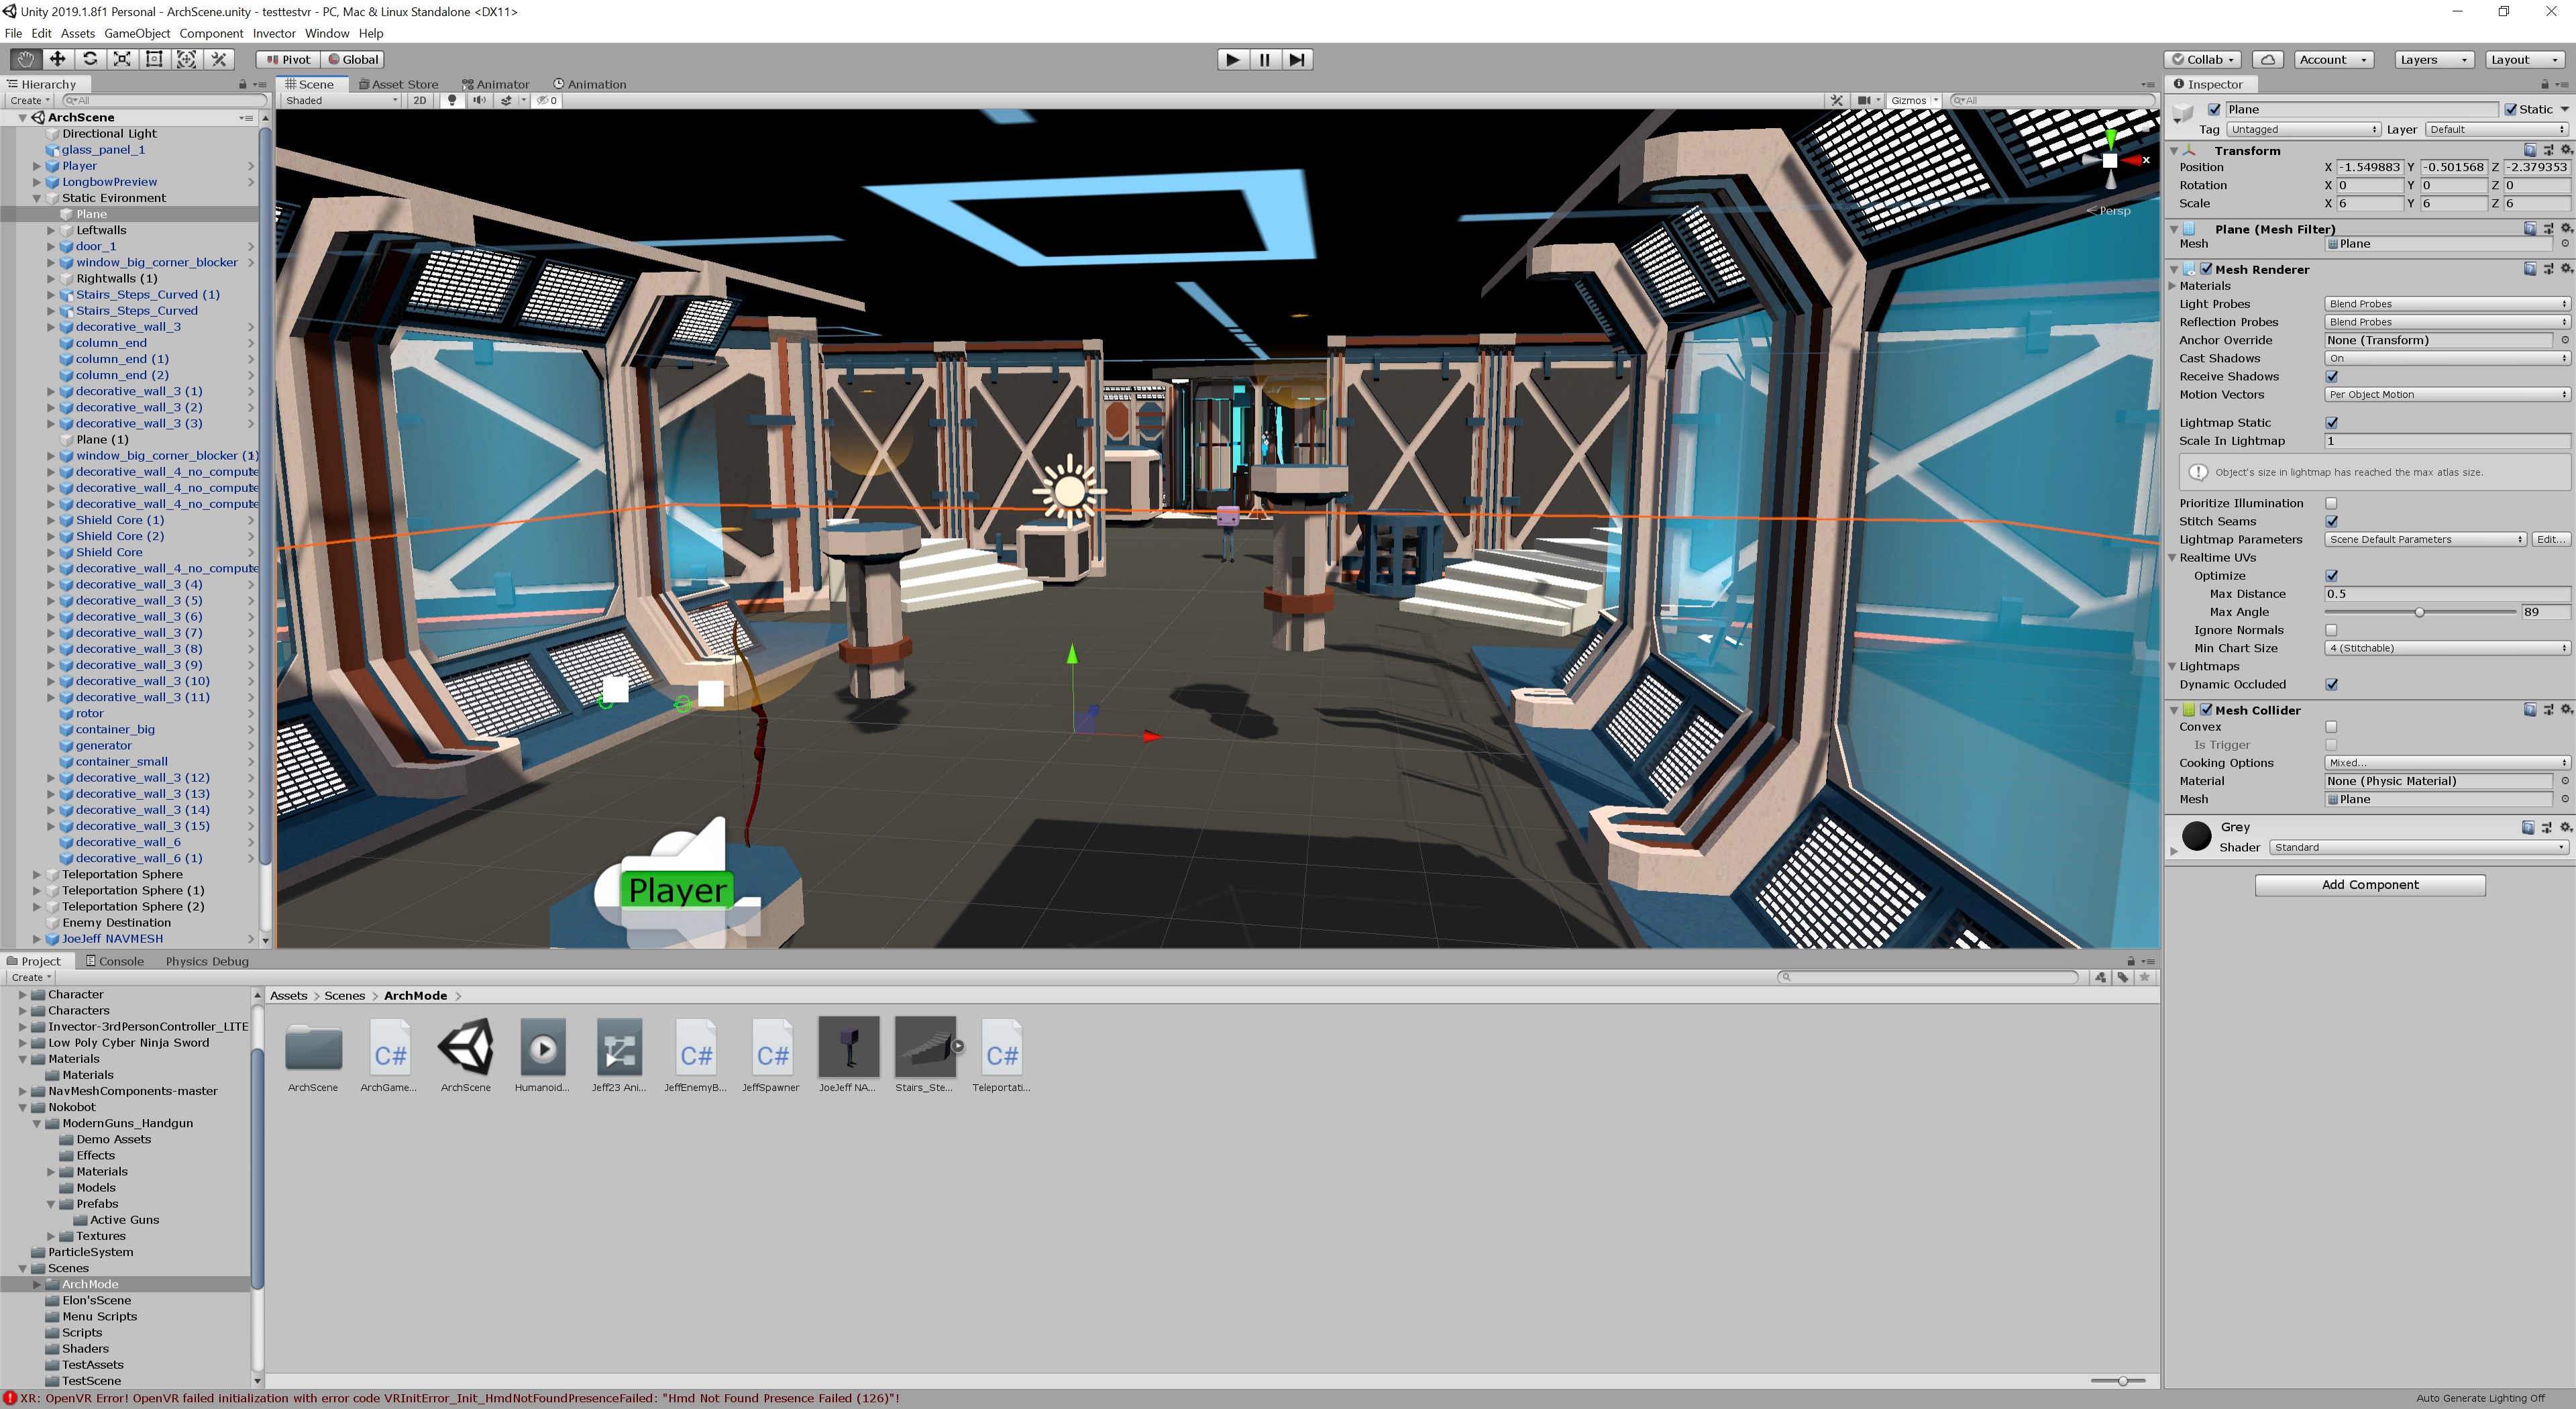 Unity 2019.1.8f1 Personal - ArchScene.unity - testtestvr - PC, Mac & Linux Standalone <DX11>
File Edit Assets GameObject Component Invector Window Help
Pivot Global
Collab Account Layers Layout
Hierarchy
Create All
ArchScene
Directional Light
glass_panel_1
Player
LongbowPreview
Static Evironment
Plane
Leftwalls
door_1
window_big_corner_blocker
Rightwalls (1)
Stairs_Steps_Curved (1)
Stairs_Steps_Curved
decorative_wall_3
column_end
column_end (1)
column_end (2)
decorative_wall_3 (1)
decorative_wall_3 (2)
decorative_wall_3 (3)
Plane (1)
window_big_corner_blocker (1)
decorative_wall_4_no_compute
decorative_wall_4_no_compute
decorative_wall_4_no_compute
Shield Core (1)
Shield Core (2)
Shield Core
decorative_wall_4_no_compute
decorative_wall_3 (4)
decorative_wall_3 (5)
decorative_wall_3 (6)
decorative_wall_3 (7)
decorative_wall_3 (8)
decorative_wall_3 (9)
decorative_wall_3 (10)
decorative_wall_3 (11)
rotor
container_big
generator
container_small
decorative_wall_3 (12)
decorative_wall_3 (13)
decorative_wall_3 (14)
decorative_wall_3 (15)
decorative_wall_6
decorative_wall_6 (1)
Teleportation Sphere
Teleportation Sphere (1)
Teleportation Sphere (2)
Enemy Destination
JoeJeff NAVMESH
Scene Asset Store Animator Animation
Shaded 2D 0 Gizmos All
x
Persp
Player
Inspector
Plane Static
Tag Untagged Layer Default
Transform
Position X -1.549883 Y -0.501568 Z -2.379353
Rotation X 0 Y 0 Z 0
Scale X 6 Y 6 Z 6
Plane (Mesh Filter)
Mesh Plane
Mesh Renderer
Materials
Light Probes Blend Probes
Reflection Probes Blend Probes
Anchor Override None (Transform)
Cast Shadows On
Receive Shadows
Motion Vectors Per Object Motion
Lightmap Static
Scale In Lightmap 1
Object's size in lightmap has reached the max atlas size.
Prioritize Illumination
Stitch Seams
Lightmap Parameters Scene Default Parameters Edit...
Realtime UVs
Optimize
Max Distance 0.5
Max Angle 89
Ignore Normals
Min Chart Size 4 (Stitchable)
Lightmaps
Dynamic Occluded
Mesh Collider
Convex
Is Trigger
Cooking Options Mixed...
Material None (Physic Material)
Mesh Plane
Grey
Shader Standard
Add Component
Project Console Physics Debug
Create
Character
Characters
Invector-3rdPersonController_LITE
Low Poly Cyber Ninja Sword
Materials
Materials
NavMeshComponents-master
Nokobot
ModernGuns_Handgun
Demo Assets
Effects
Materials
Models
Prefabs
Active Guns
Textures
ParticleSystem
Scenes
ArchMode
Elon'sScene
Menu Scripts
Scripts
Shaders
TestAssets
TestScene
Assets > Scenes > ArchMode >
C# C# C# C#
ArchScene ArchGame... ArchScene Humanoid... Jeff23 Ani... JeffEnemyB... JeffSpawner JoeJeff NA... Stairs_Ste... Teleportati...
XR: OpenVR Error! OpenVR failed initialization with error code VRInitError_Init_HmdNotFoundPresenceFailed: "Hmd Not Found Presence Failed (126)"!
Auto Generate Lighting Off